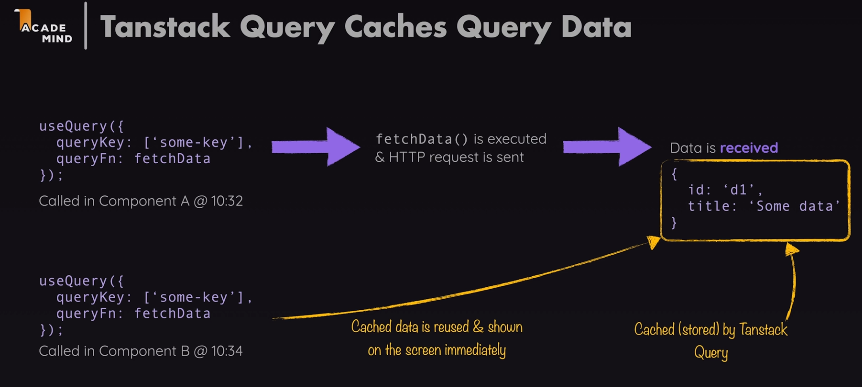 ACADE
MIND
Tanstack Query Caches Query Data
useQuery({
queryKey: [‘some-key’],
queryFn: fetchData
});
Called in Component A @ 10:32
fetchData() is executed
& HTTP request is sent
Data is received
{
id: ‘d1’,
title: ‘Some data’
}
useQuery({
queryKey: [‘some-key’],
queryFn: fetchData
});
Called in Component B @ 10:34
Cached data is reused & shown
on the screen immediately
Cached (stored) by Tanstack
Query